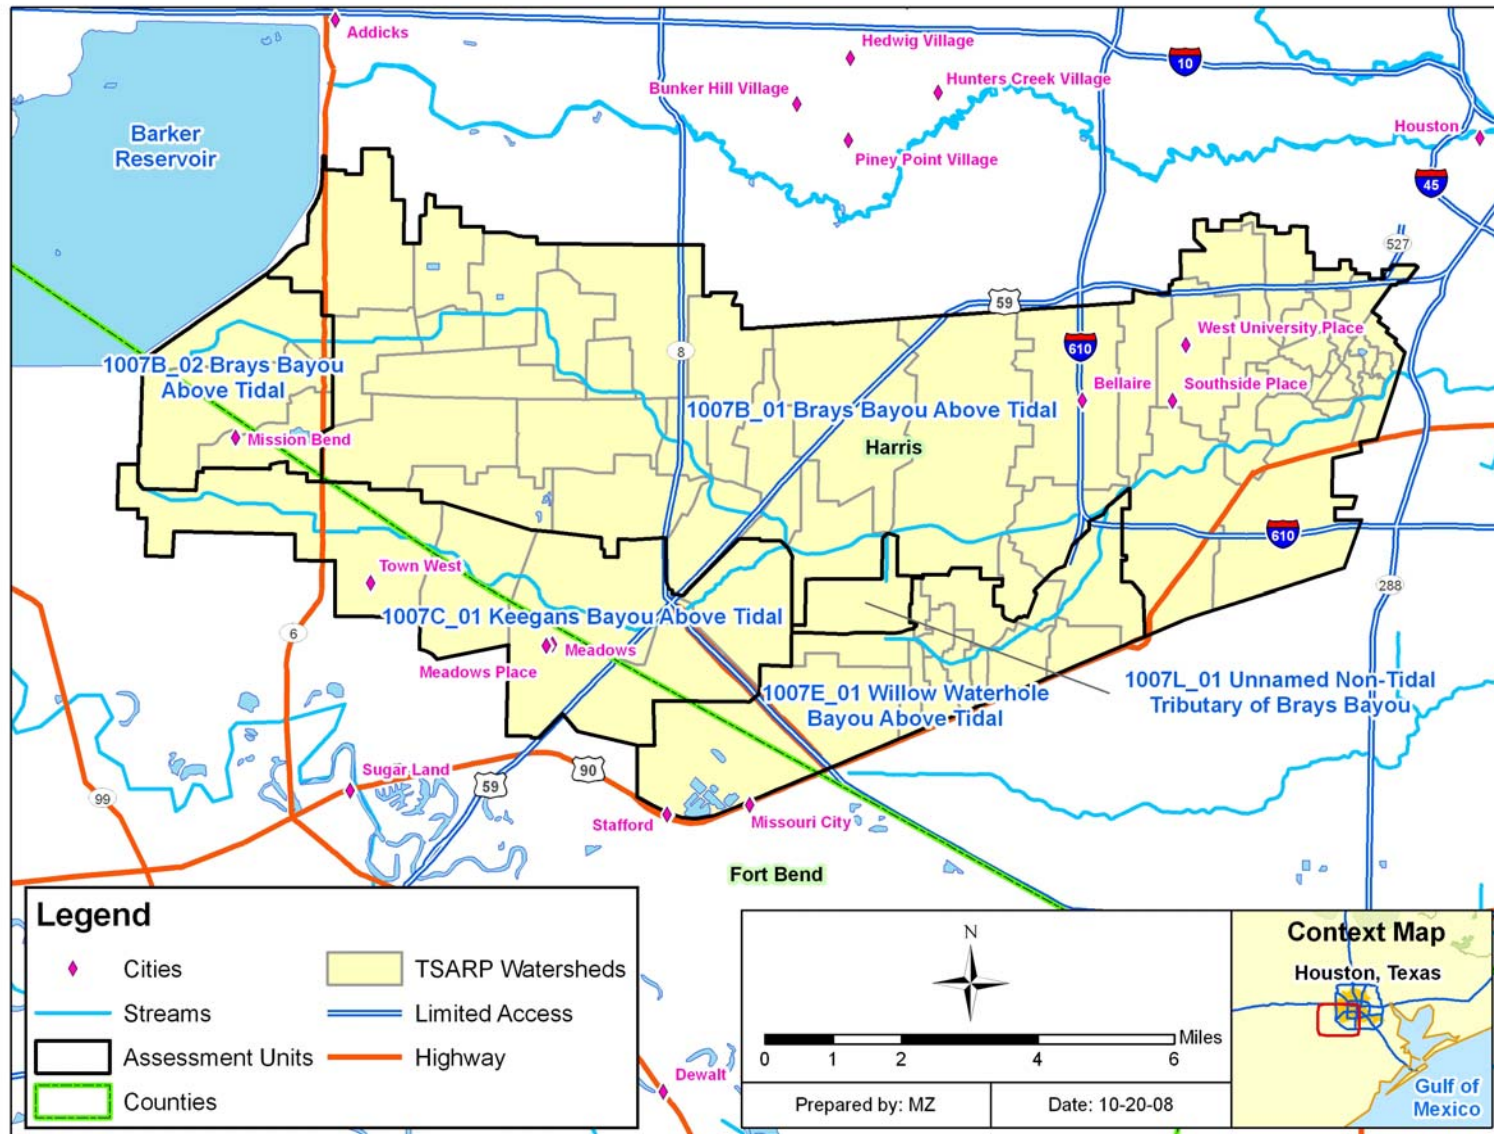 Addicks
Hedwig Village
Bunker Hill Village
Hunters Creek Village
10
Barker
Reservoir
Houston
Piney Point Village
45
527
59
West University Place
8
610
1007B_02 Brays Bayou
Above Tidal
Bellaire
Southside Place
1007B_01 Brays Bayou Above Tidal
Mission Bend
Harris
610
Town West
288
1007C_01 Keegans Bayou Above Tidal
6
Meadows
Meadows Place
1007E_01 Willow Waterhole
Bayou Above Tidal
1007L_01 Unnamed Non-Tidal
Tributary of Brays Bayou
Sugar Land
90
59
99
Stafford
Missouri City
Fort Bend
Legend
Cities
TSARP Watersheds
Streams
Limited Access
Assessment Units
Highway
Counties
Dewalt
N
Miles
0 1 2 4 6
Prepared by: MZ
Date: 10-20-08
Context Map
Houston, Texas
Gulf of
Mexico